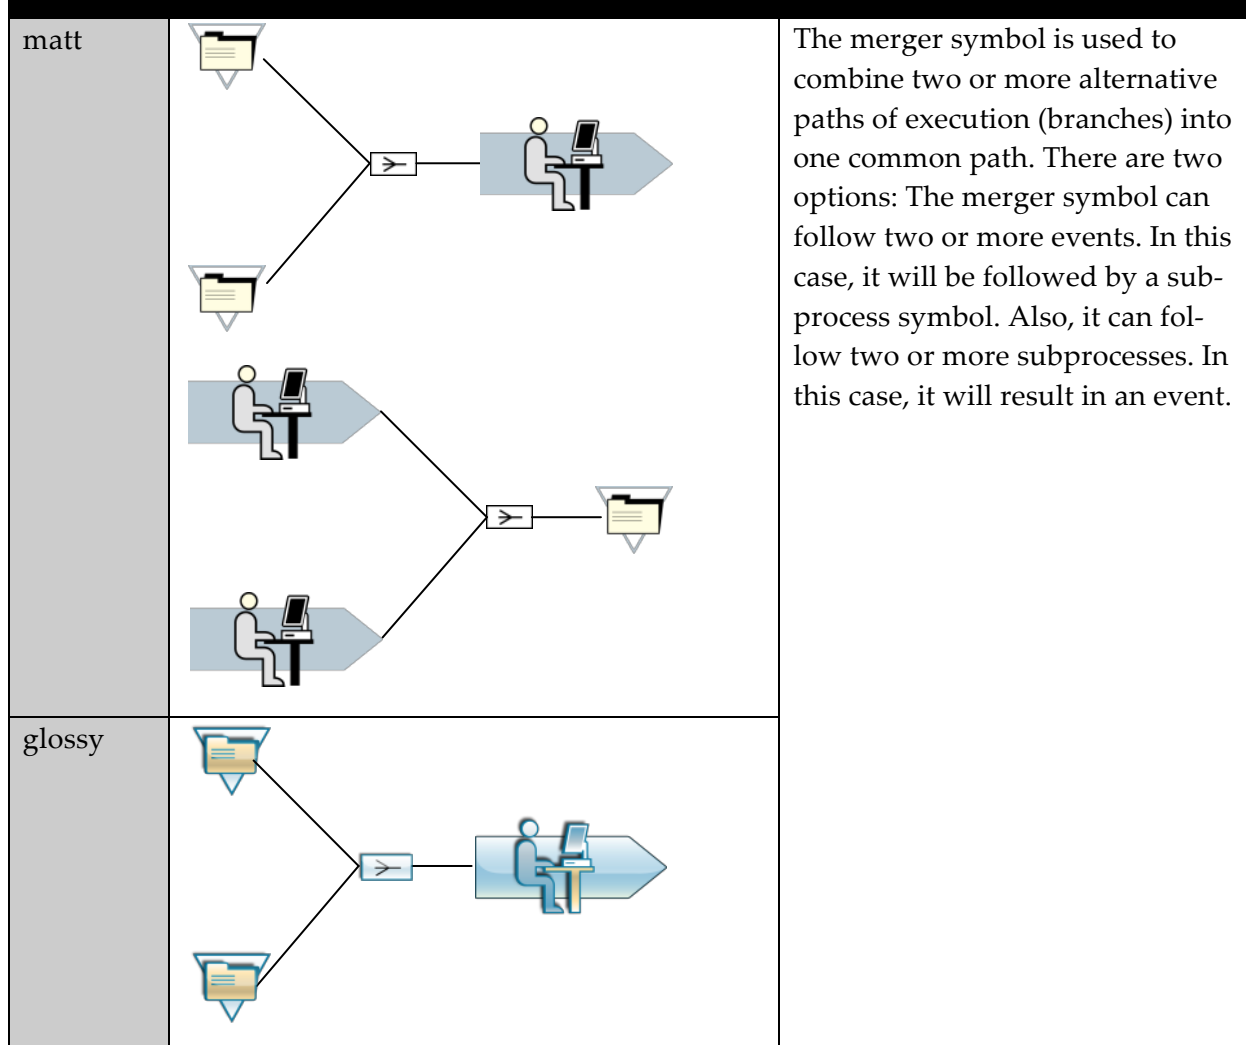 matt
The merger symbol is used to
combine two or more alternative
paths of execution (branches) into
one common path. There are two
options: The merger symbol can
follow two or more events. In this
case, it will be followed by a sub-
process symbol. Also, it can fol-
low two or more subprocesses. In
this case, it will result in an event.
glossy